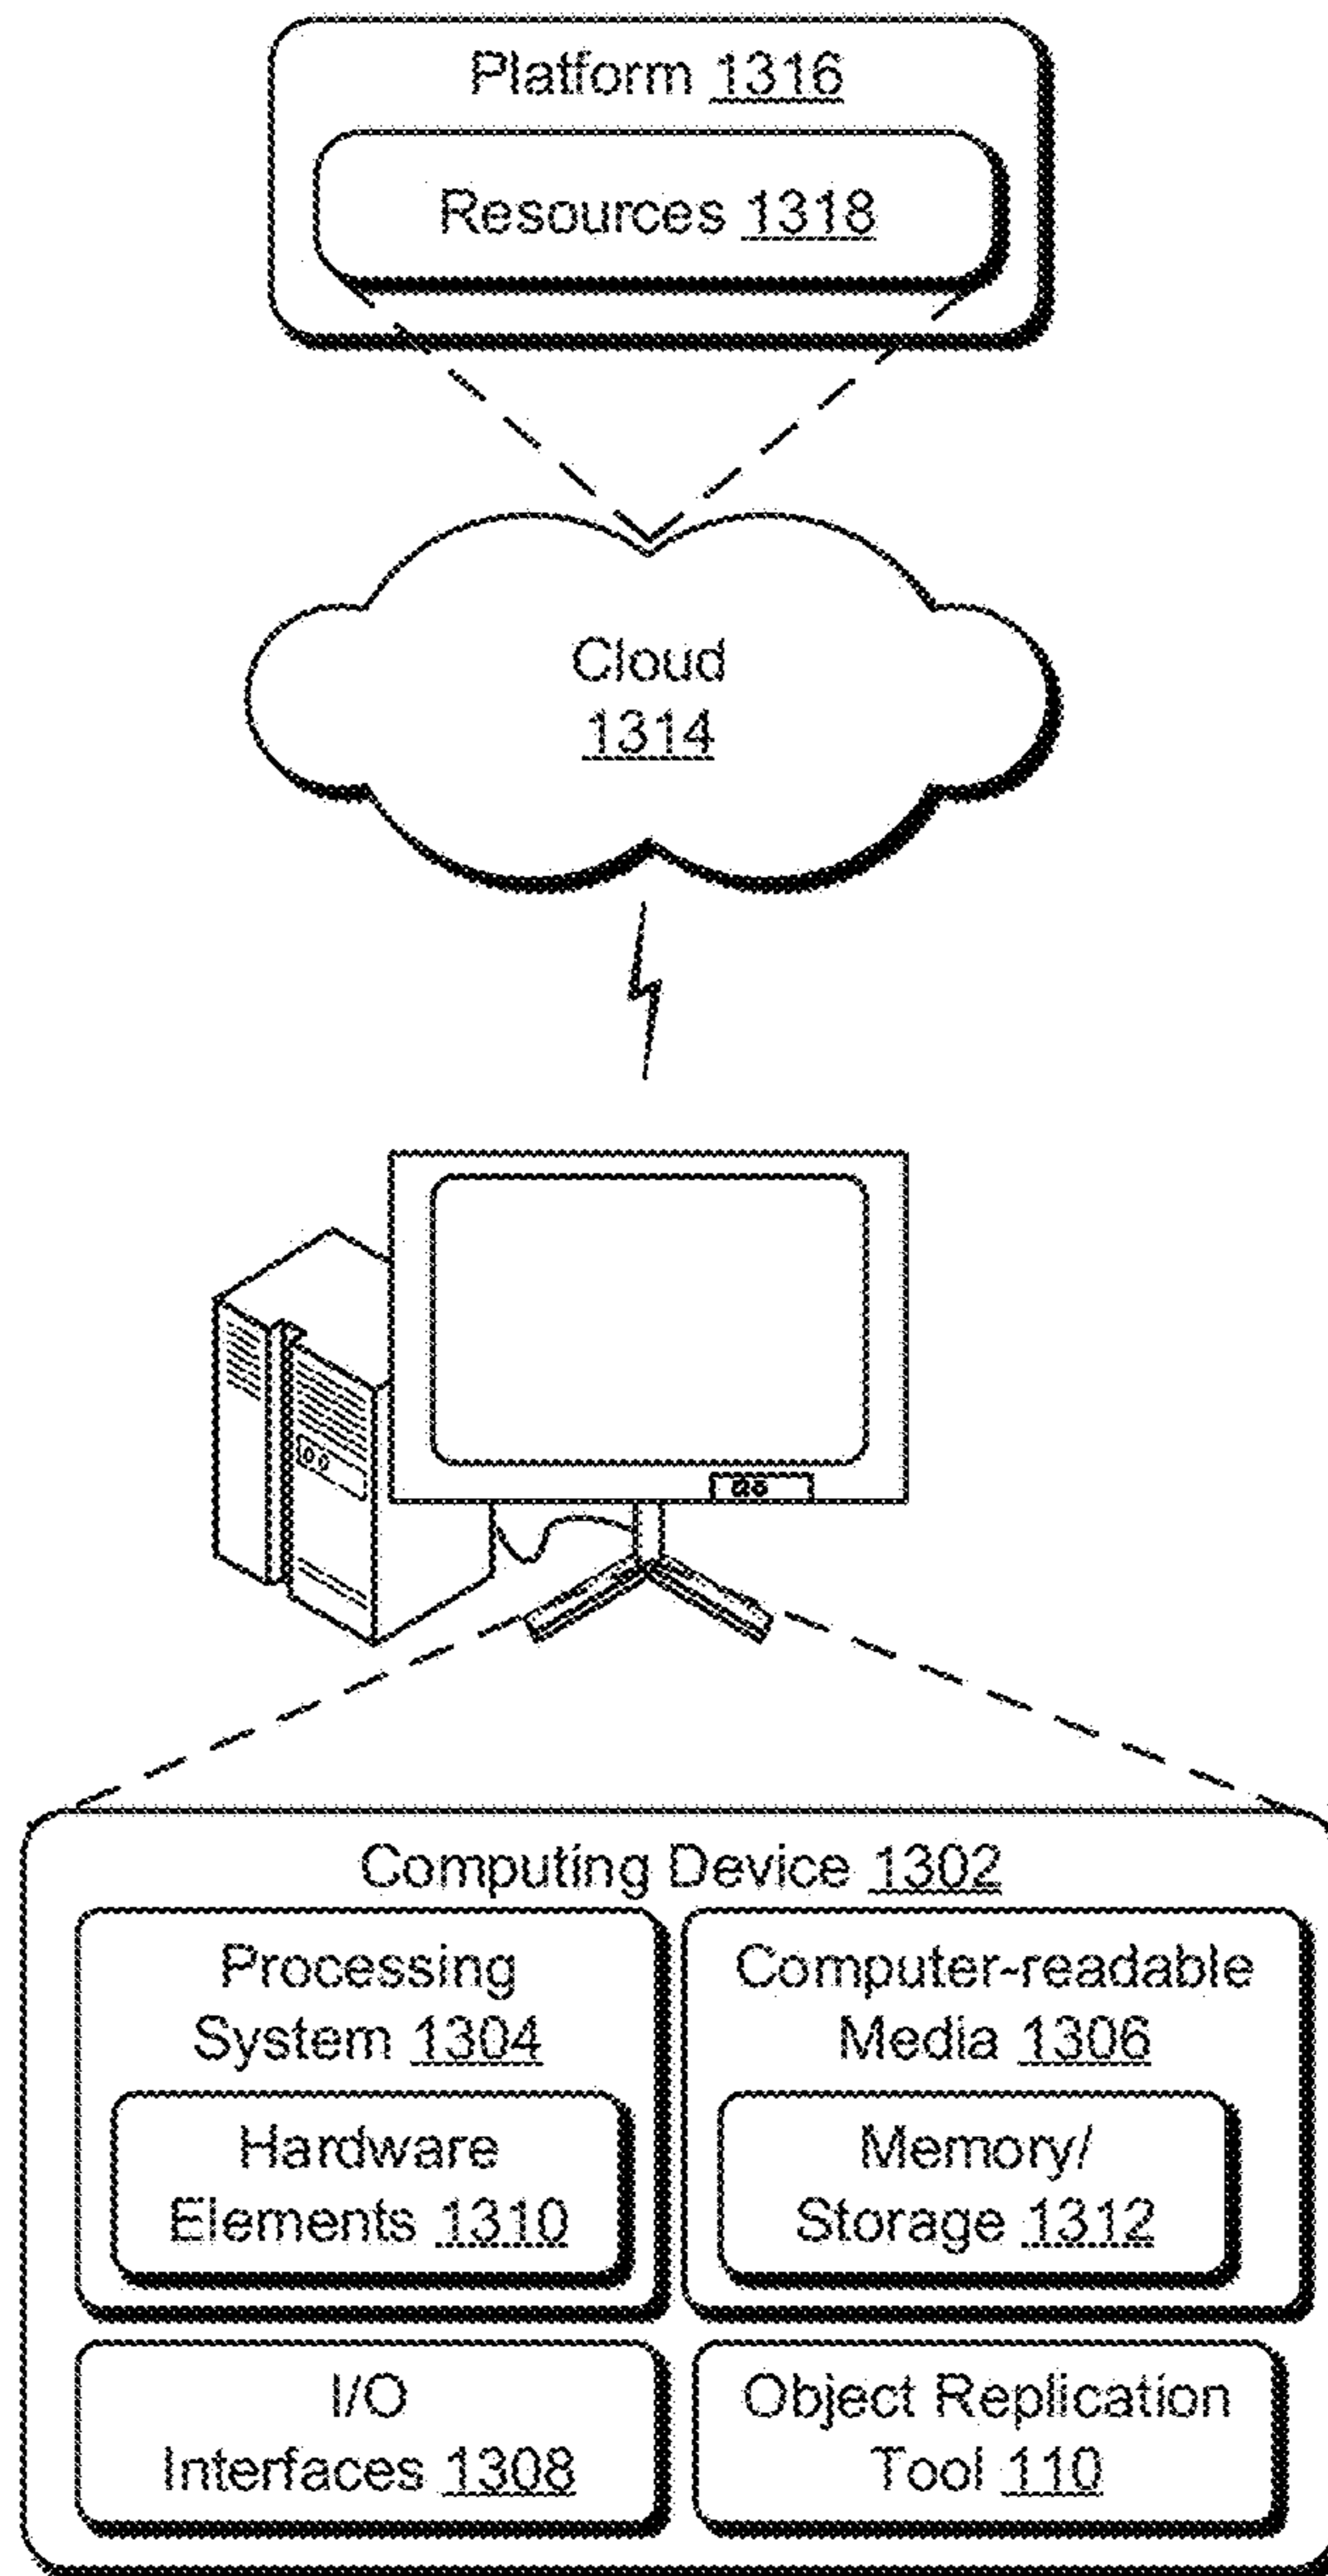 Platform 1316
Resources 1318
Cloud
1314
Computing Device 1302
Processing
System 1304
Hardware
Elements 1310
Computer-readable
Media 1306
Memory/
Storage 1312
I/O
Interfaces 1308
Object Replication
Tool 110